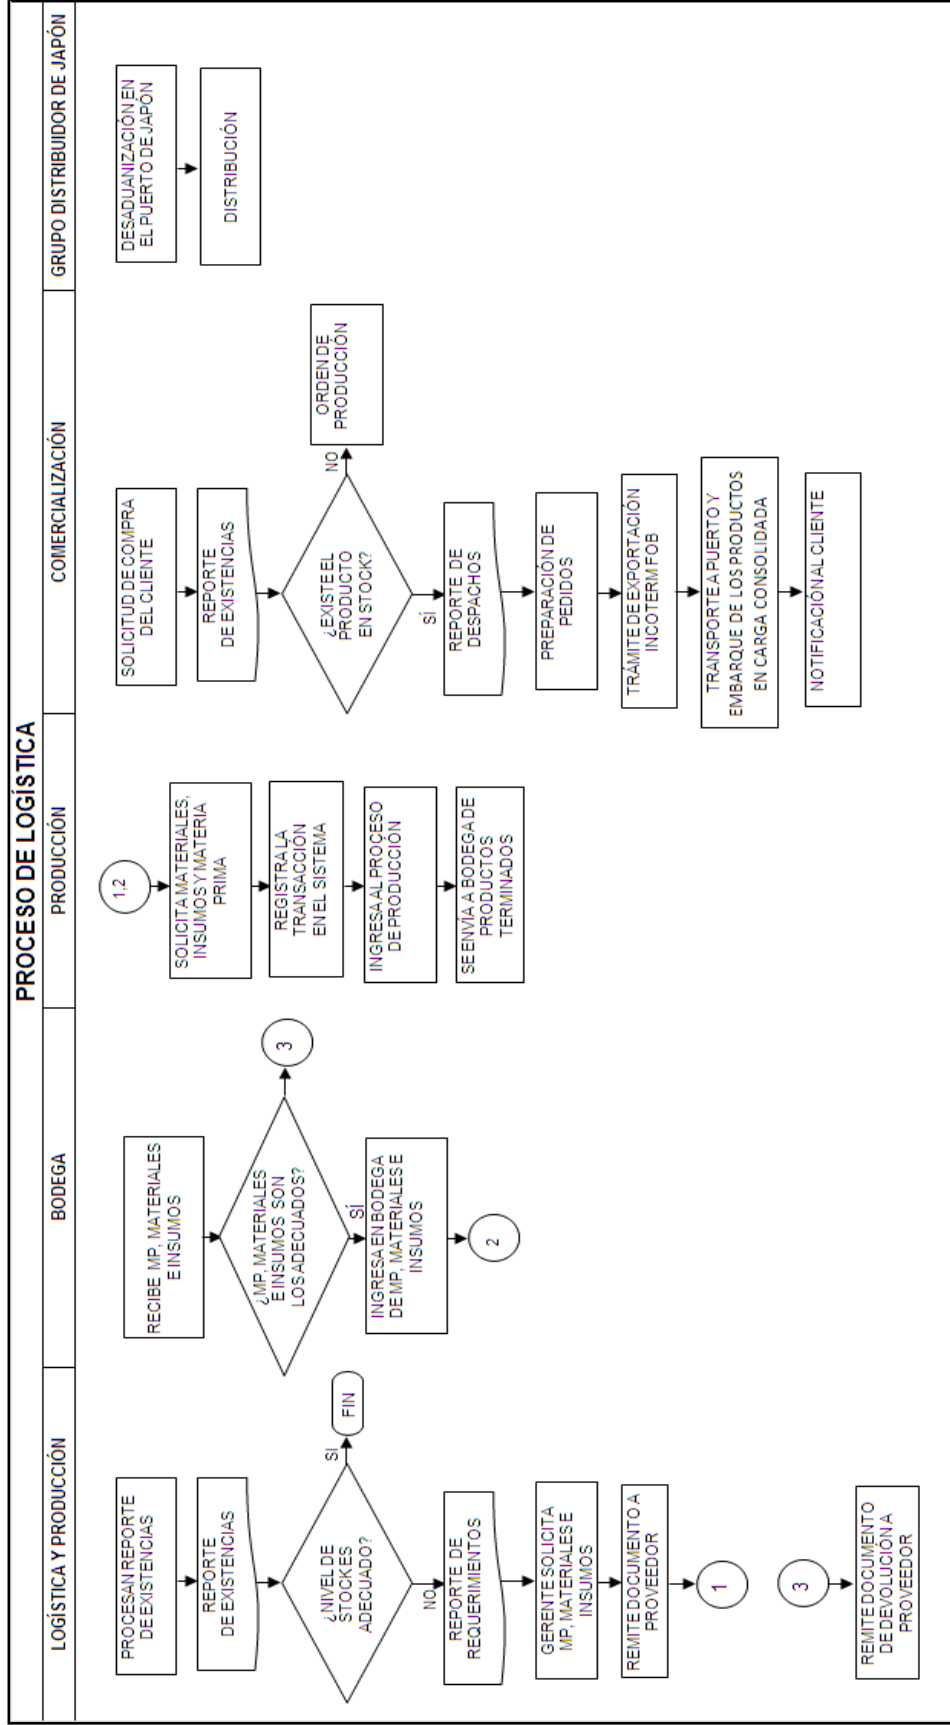 PROCESO DE LOGÍSTICA
LOGÍSTICA Y PRODUCCIÓN
BODEGA
PRODUCCIÓN
COMERCIALIZACIÓN
GRUPO DISTRIBUIDOR DE JAPÓN
PROCESAN REPORTE
DE EXISTENCIAS
REPORTE
DE EXISTENCIAS
¿NIVEL DE
STOCK ES
ADECUADO?
SI
FIN
NO
REPORTE DE
REQUERIMIENTOS
GERENTE SOLICITA
MP, MATERIALES E
INSUMOS
REMITE DOCUMENTO A
PROVEEDOR
1
3
REMITE DOCUMENTO
DE DEVOLUCIÓN A
PROVEEDOR
RECIBE MP, MATERIALES
E INSUMOS
¿MP, MATERIALES
E INSUMOS SON
LOS ADECUADOS?
3
SÍ
INGRESA EN BODEGA
DE MP, MATERIALES E
INSUMOS
2
1,2
SOLICITA MATERIALES,
INSUMOS Y MATERIA
PRIMA
REGISTRA LA
TRANSACCIÓN
EN EL SISTEMA
INGRESA AL PROCESO
DE PRODUCCIÓN
SE ENVÍA A BODEGA DE
PRODUCTOS
TERMINADOS
SOLICITUD DE COMPRA
DEL CLIENTE
REPORTE
DE EXISTENCIAS
¿EXISTE EL
PRODUCTO
EN STOCK?
NO
ORDEN DE
PRODUCCIÓN
SÍ
REPORTE DE
DESPACHOS
PREPARACIÓN DE
PEDIDOS
TRÁMITE DE EXPORTACIÓN
INCOTERM FOB
TRANSPORTE A PUERTO Y
EMBARQUE DE LOS PRODUCTOS
EN CARGA CONSOLIDADA
NOTIFICACIÓN AL CLIENTE
DESADUANIZACIÓN EN
EL PUERTO DE JAPÓN
DISTRIBUCIÓN